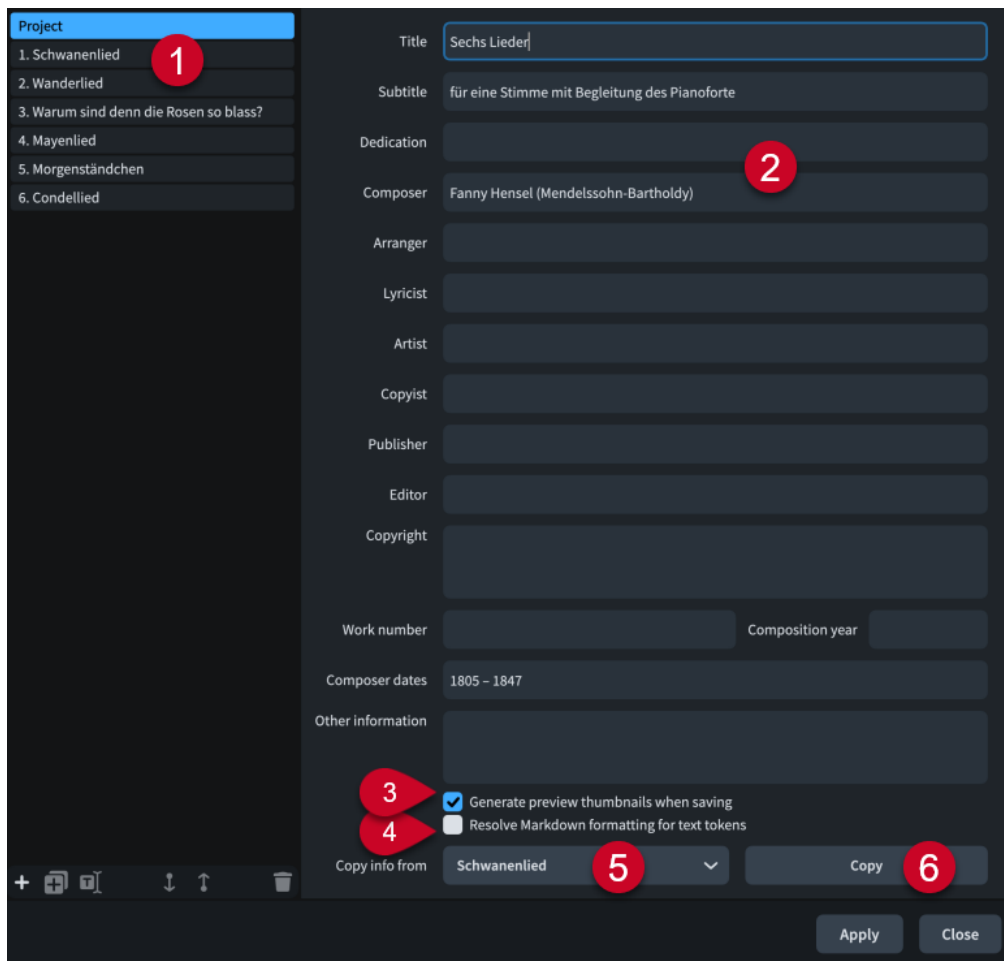 Project
1. Schwanenlied
2. Wanderlied
3. Warum sind denn die Rosen so blass?
4. Mayenlied
5. Morgenständchen
6. Condellied
1
Title
Sechs Lieder
Subtitle
für eine Stimme mit Begleitung des Pianoforte
Dedication
2
Composer
Fanny Hensel (Mendelssohn-Bartholdy)
Arranger
Lyricist
Artist
Copyist
Publisher
Editor
Copyright
Work number
Composition year
Composer dates
1805 – 1847
Other information
3
Generate preview thumbnails when saving
4
Resolve Markdown formatting for text tokens
Copy info from
Schwanenlied
5
Copy
6
T
Apply
Close